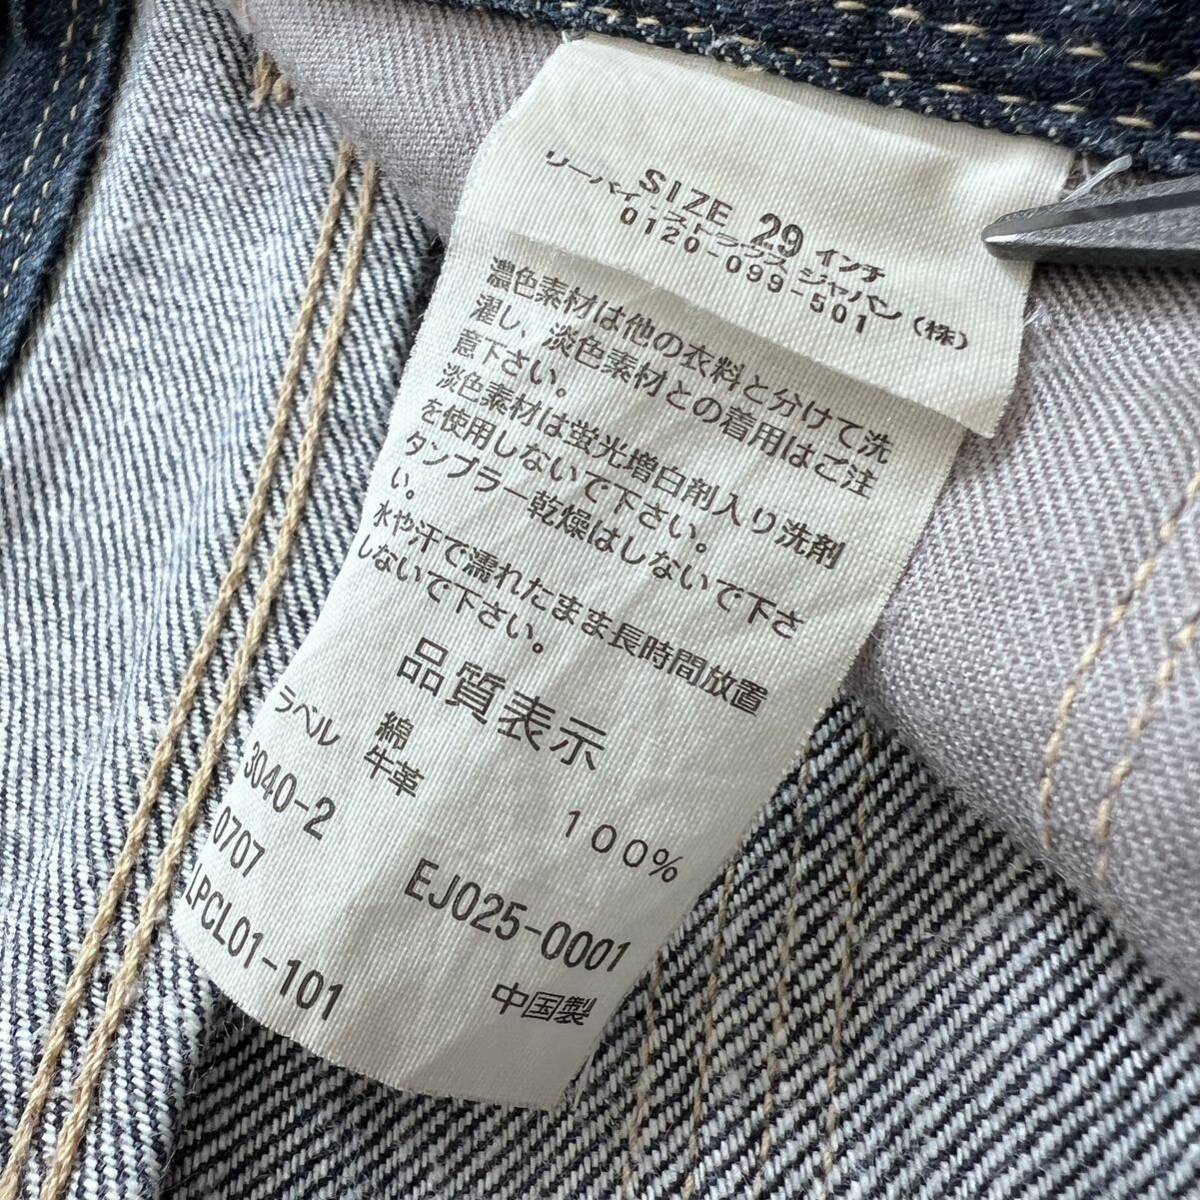 SIZE 29 インチ
リーバイ・ストラウス ジャパン(株)
0120-099-501
濃色素材は他の衣料と分けて洗
濯し、淡色素材との着用はご注
意下さい。
淡色素材は蛍光増白剤入り洗剤
を使用しないで下さい。
タンブラー乾燥はしないで下さ
い。
水や汗で濡れたまま長時間放置
しないで下さい。
品質表示
綿 100%
ラベル 牛革
3040-2 EJ025-0001
0707
LPCL01-101 中国製